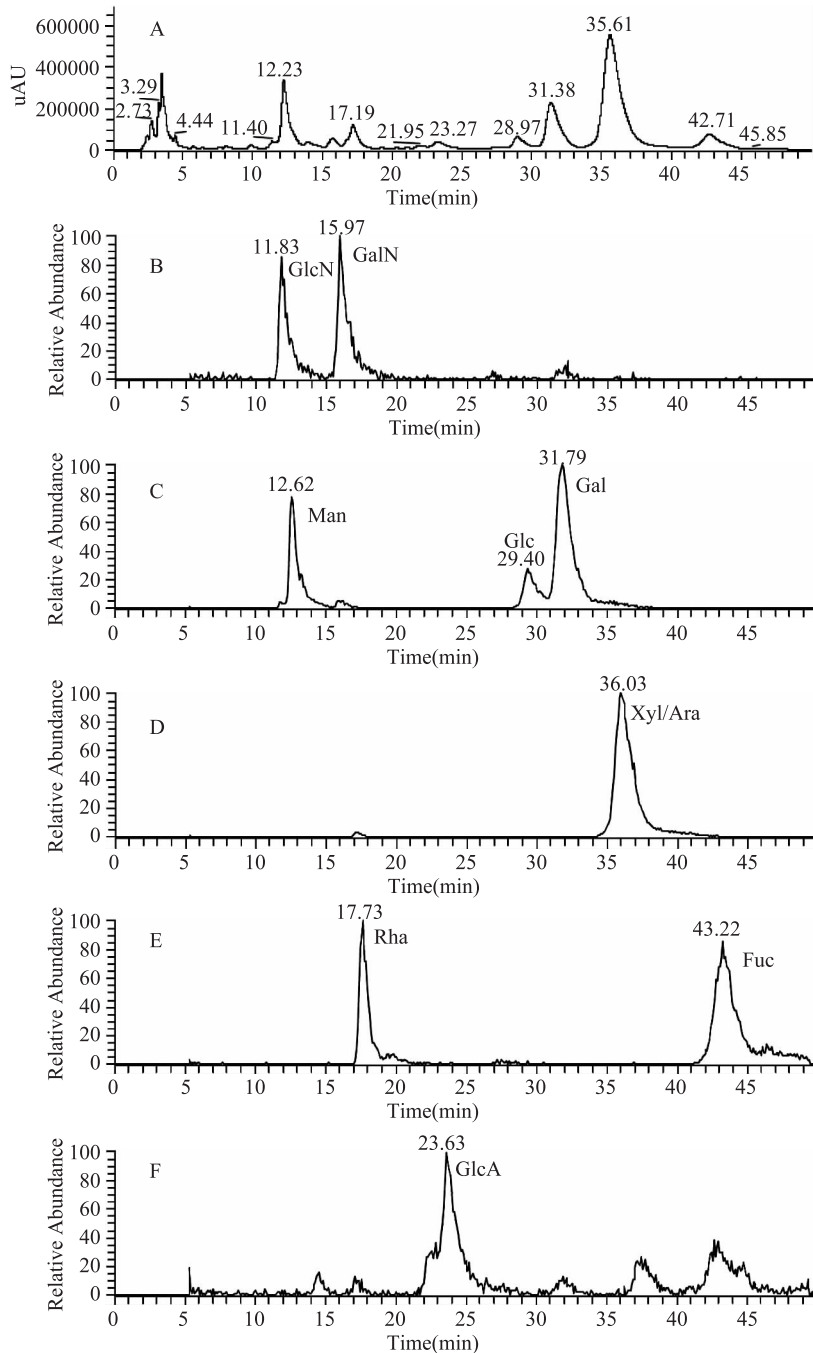 A
600000
400000
200000
0
uAU
2.73
3.29
4.44
11.40
12.23
17.19
21.95
23.27
28.97
31.38
35.61
42.71
45.85
0 5 10 15 20 25 30 35 40 45
Time(min)
B
100
80
60
40
20
0
Relative Abundance
11.83
GlcN
15.97
GalN
0 5 10 15 20 25 30 35 40 45
Time(min)
C
100
80
60
40
20
0
Relative Abundance
12.62
Man
Glc
29.40
31.79
Gal
0 5 10 15 20 25 30 35 40 45
Time(min)
D
100
80
60
40
20
0
Relative Abundance
36.03
Xyl/Ara
0 5 10 15 20 25 30 35 40 45
Time(min)
E
100
80
60
40
20
0
Relative Abundance
17.73
Rha
43.22
Fuc
0 5 10 15 20 25 30 35 40 45
Time(min)
F
100
80
60
40
20
0
Relative Abundance
23.63
GlcA
0 5 10 15 20 25 30 35 40 45
Time(min)